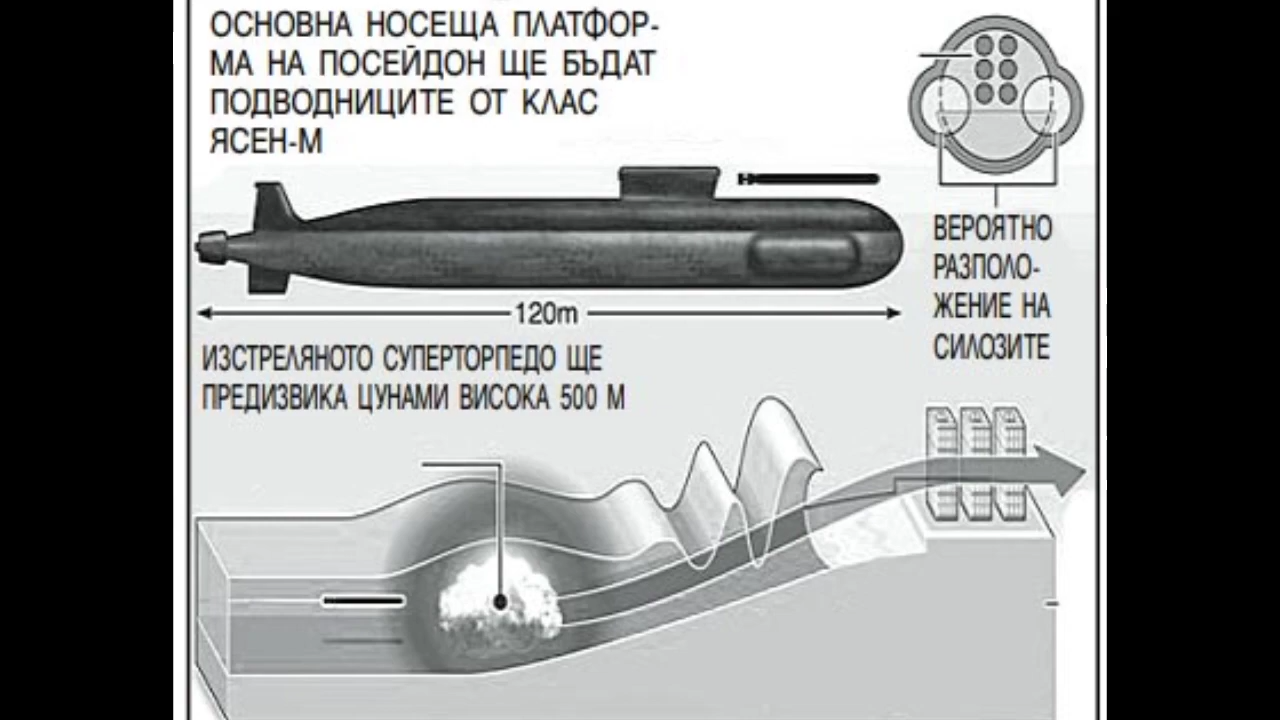 ОСНОВНА НОСЕЩА ПЛАТФОР-
МА НА ПОСЕЙДОН ЩЕ БЪДАТ
ПОДВОДНИЦИТЕ ОТ КЛАС
ЯСЕН-М
ВЕРОЯТНО
РАЗПОЛО-
ЖЕНИЕ НА
СИЛОЗИТЕ
120m
ИЗСТРЕЛЯНОТО СУПЕРТОРПЕДО ЩЕ
ПРЕДИЗВИКА ЦУНАМИ ВИСОКА 500 М